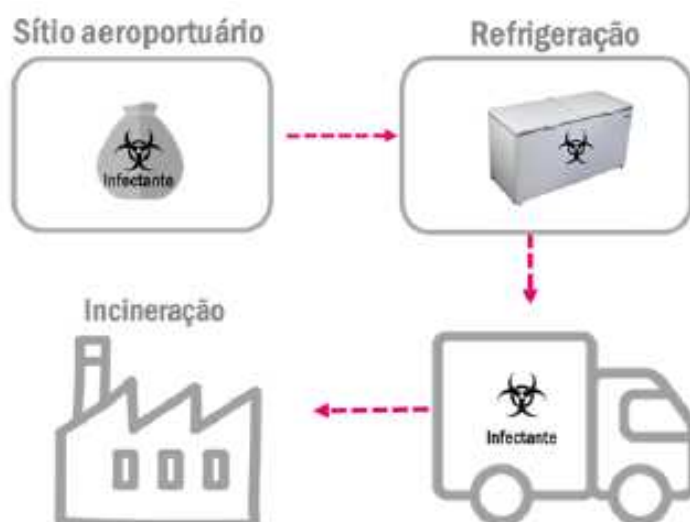 Sítio aeroportuário
Infectante
Refrigeração
Incineração
Infectante